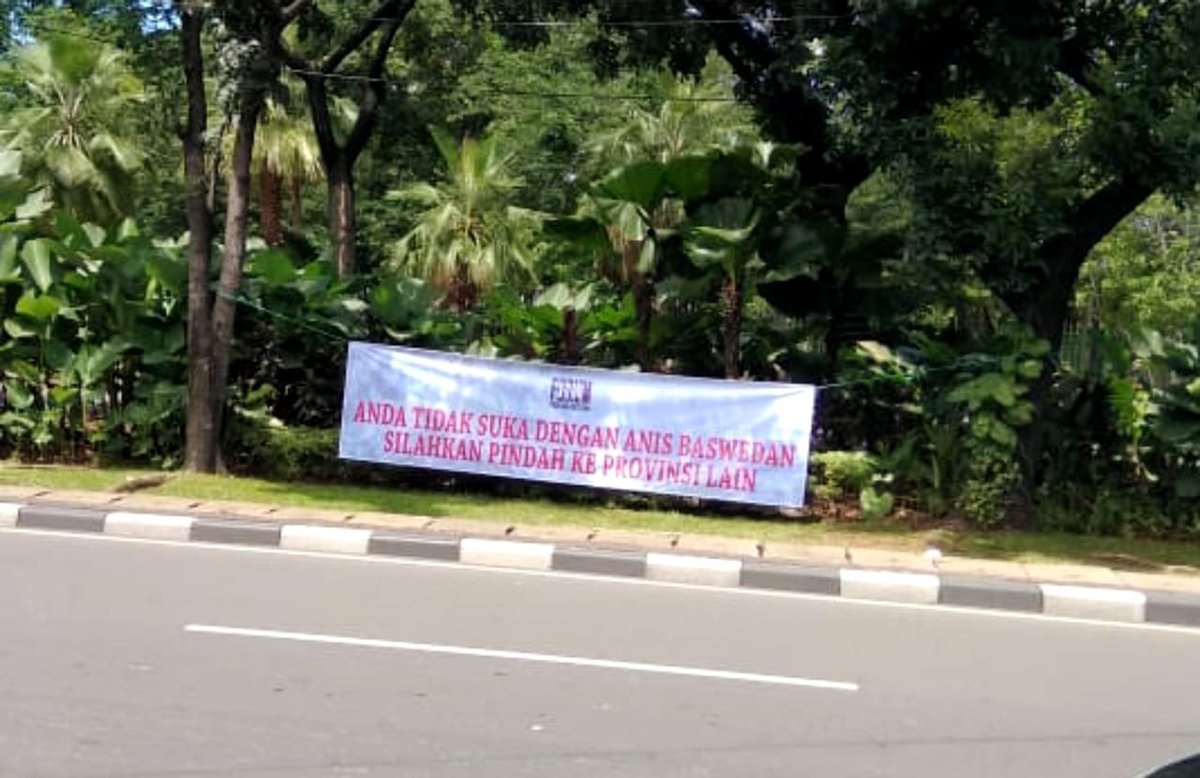 ANDA TIDAK SUKA DENGAN ANIS BASWEDAN
SILAHKAN PINDAH KE PROVINSI LAIN